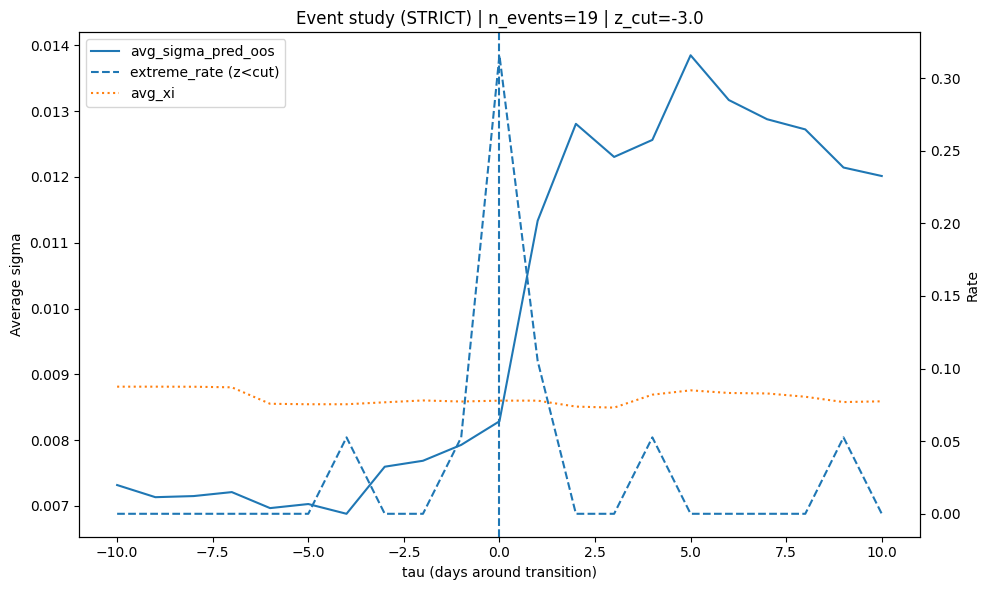 Event study (STRICT) | n_events=19 | z_cut=-3.0
avg_sigma_pred_oos
extreme_rate (z<cut)
avg_xi
Average sigma
0.014
0.013
0.012
0.011
0.010
0.009
0.008
0.007
0.30
0.25
0.20
0.15
0.10
0.05
0.00
Rate
−10.0 −7.5 −5.0 −2.5 0.0 2.5 5.0 7.5 10.0
tau (days around transition)